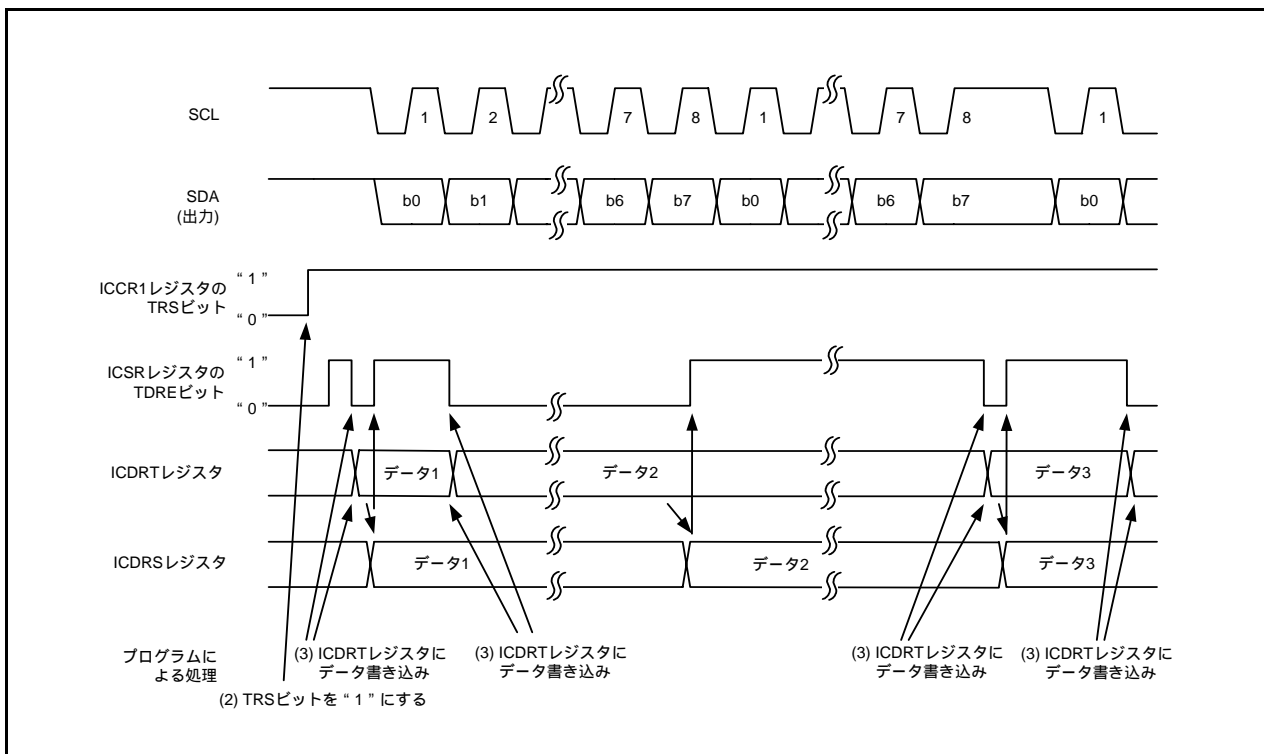 SCL
1 2 7 8 1 7 8 1
SDA
(出力)
b0 b1 b6 b7 b0 b6 b7 b0
ICCR1レジスタの
TRSビット
“ 1 ”
“ 0 ”
ICSRレジスタの
TDREビット
“ 1 ”
“ 0 ”
ICDRTレジスタ
データ1 データ2 データ3
ICDRSレジスタ
データ1 データ2 データ3
プログラムに
よる処理
(3) ICDRTレジスタに
データ書き込み
(3) ICDRTレジスタに
データ書き込み
(3) ICDRTレジスタに
データ書き込み
(3) ICDRTレジスタに
データ書き込み
(2) TRSビットを “ 1 ” にする